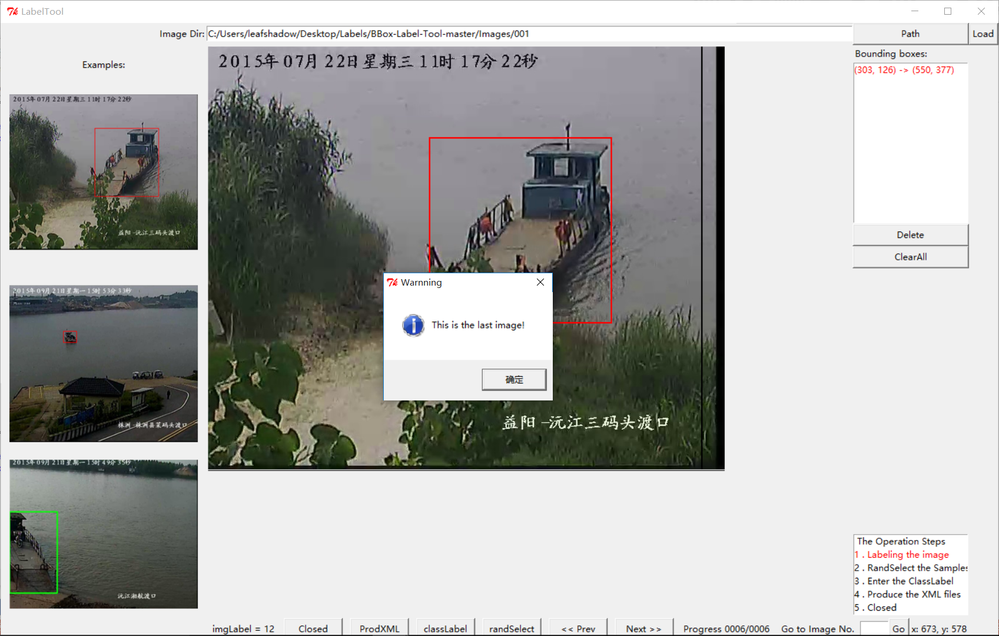 LabelTool
Image Dir: C:/Users/leafshadow/Desktop/Labels/BBox-Label-Tool-master/Images/001 Path Load
Examples:
Bounding boxes:
(303, 126) -> (550, 377)
2015年07月22日星期三11时17分22秒
2015年07月22日星期三11时17分22秒
益阳-沅江三码头渡口
Delete
ClearAll
Warnning
This is the last image!
确定
2015年09月21日星期一15时53分33秒
株洲-株洲县菜码头渡口
益阳-沅江三码头渡口
2015年09月21日星期一15时49分35秒
沅江湘航渡口
The Operation Steps
1 . Labeling the image
2 . RandSelect the Samples
3 . Enter the ClassLabel
4 . Produce the XML files
5 . Closed
imgLabel = 12 Closed ProdXML classLabel randSelect << Prev Next >> Progress 0006/0006 Go to Image No. Go x: 673, y: 578